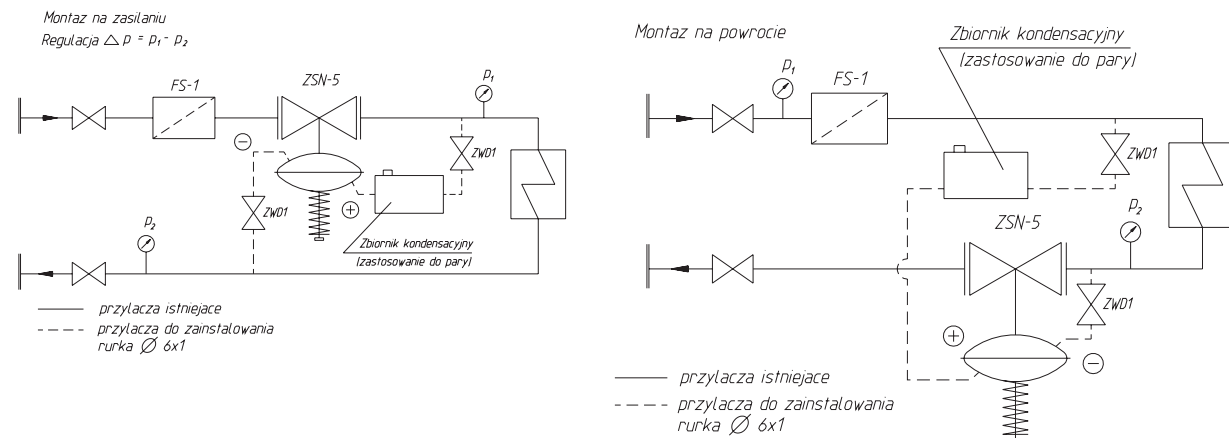 Montaz na zasilaniu
Regulacja △ p = p₁ - p₂
FS-1
ZSN-5
p₁
−
ZWD1
ZWD1
+
p₂
Zbiornik kondensacyjny
(zastosowanie do pary)
przylacza istniejace
przylacza do zainstalowania
rurka Ø 6x1
Montaz na powrocie
Zbiornik kondensacyjny
(zastosowanie do pary)
p₁
FS-1
ZWD1
ZSN-5
p₂
ZWD1
+
−
przylacza istniejace
przylacza do zainstalowania
rurka Ø 6x1